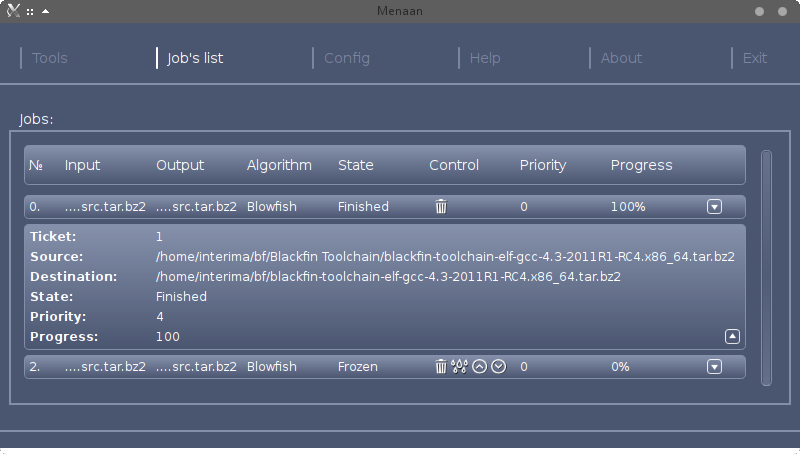 Menaan
Tools Job's list Config Help About Exit
Jobs:
№ Input Output Algorithm State Control Priority Progress
0. ....src.tar.bz2 ....src.tar.bz2 Blowfish Finished 0 100%
Ticket: 1
Source: /home/interima/bf/Blackfin Toolchain/blackfin-toolchain-elf-gcc-4.3-2011R1-RC4.x86_64.tar.bz2
Destination: /home/interima/bf/blackfin-toolchain-elf-gcc-4.3-2011R1-RC4.x86_64.tar.bz2
State: Finished
Priority: 4
Progress: 100
2. ....src.tar.bz2 ....src.tar.bz2 Blowfish Frozen 0 0%